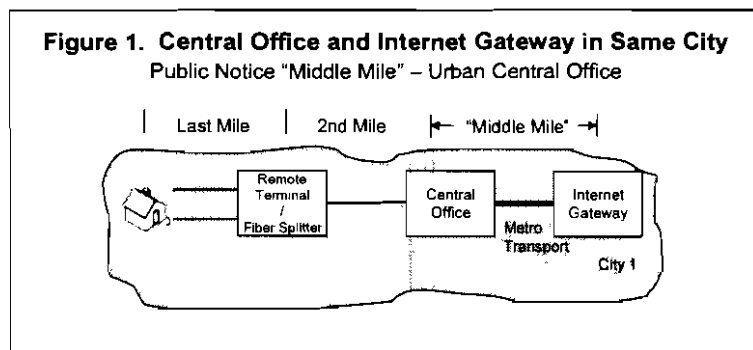 Figure 1. Central Office and Internet Gateway in Same City
Public Notice "Middle Mile" – Urban Central Office
Last Mile
2nd Mile
"Middle Mile"
Remote
Terminal
/
Fiber Splitter
Central
Office
Internet
Gateway
Metro
Transport
City 1